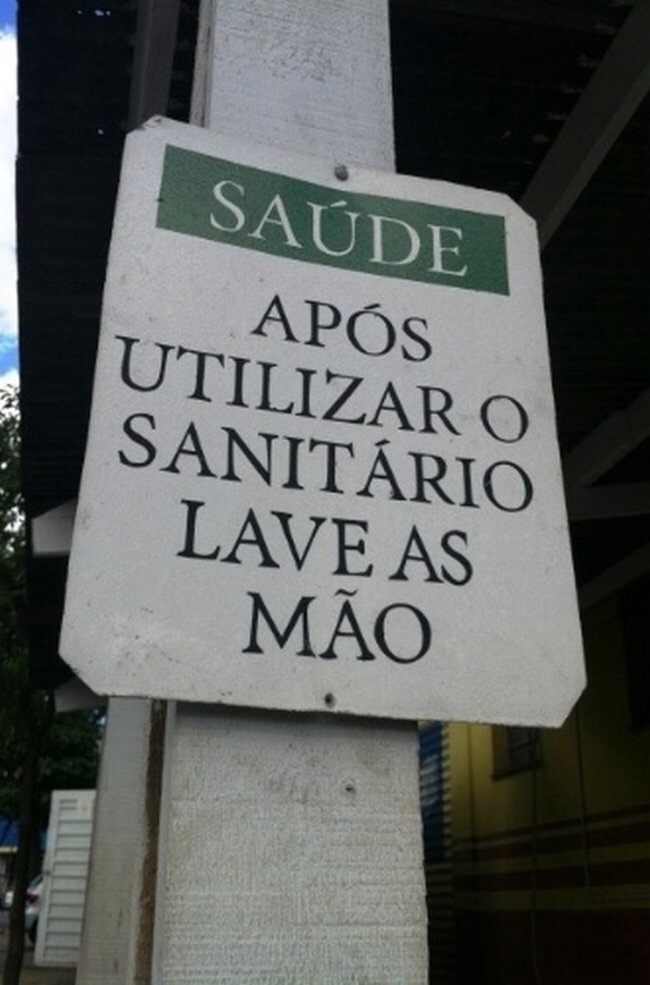 SAÚDE
APÓS
UTILIZAR O
SANITÁRIO
LAVE AS
MÃO